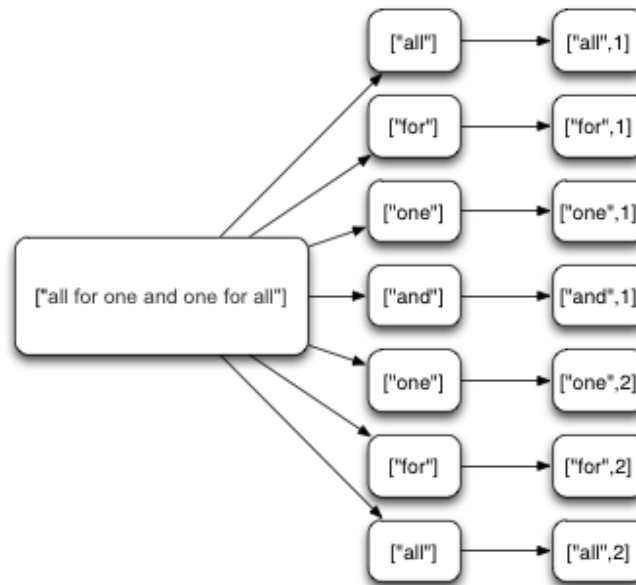 ["all"] ["all",1]
["for"] ["for",1]
["one"] ["one",1]
["all for one and one for all"] ["and"] ["and",1]
["one"] ["one",2]
["for"] ["for",2]
["all"] ["all",2]